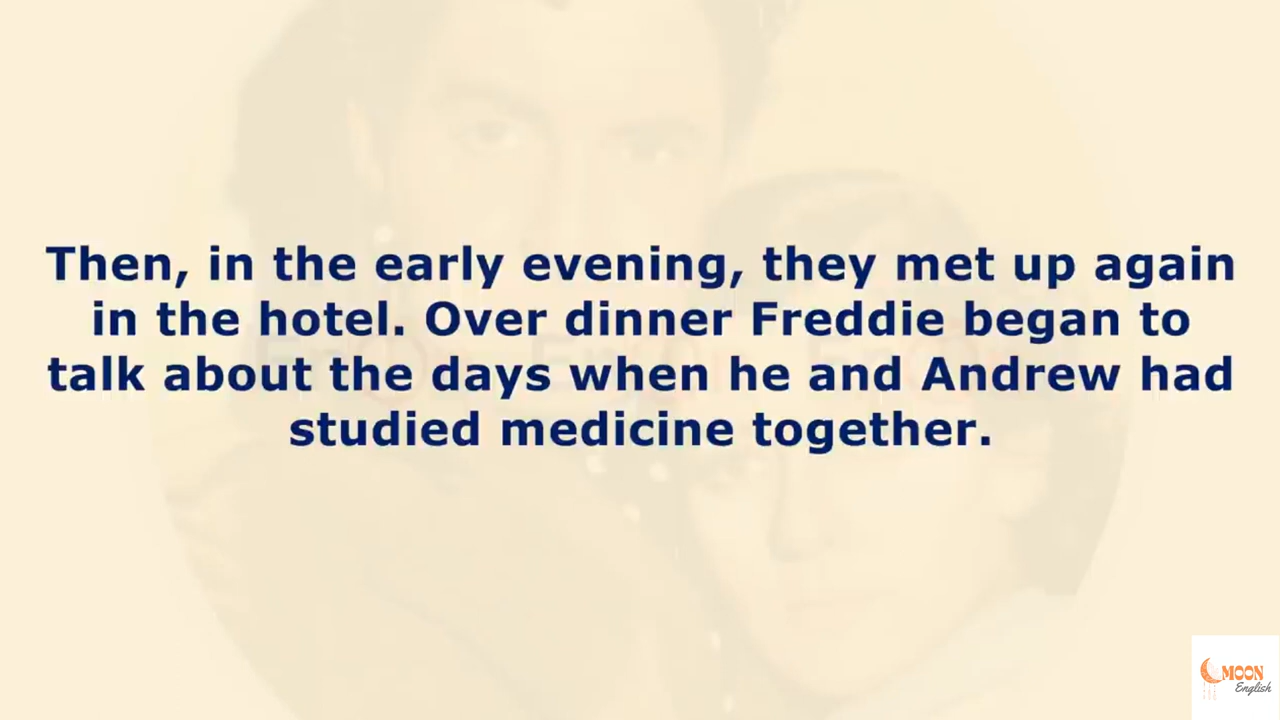 Then, in the early evening, they met up again
in the hotel. Over dinner Freddie began to
talk about the days when he and Andrew had
studied medicine together.
MOON
English